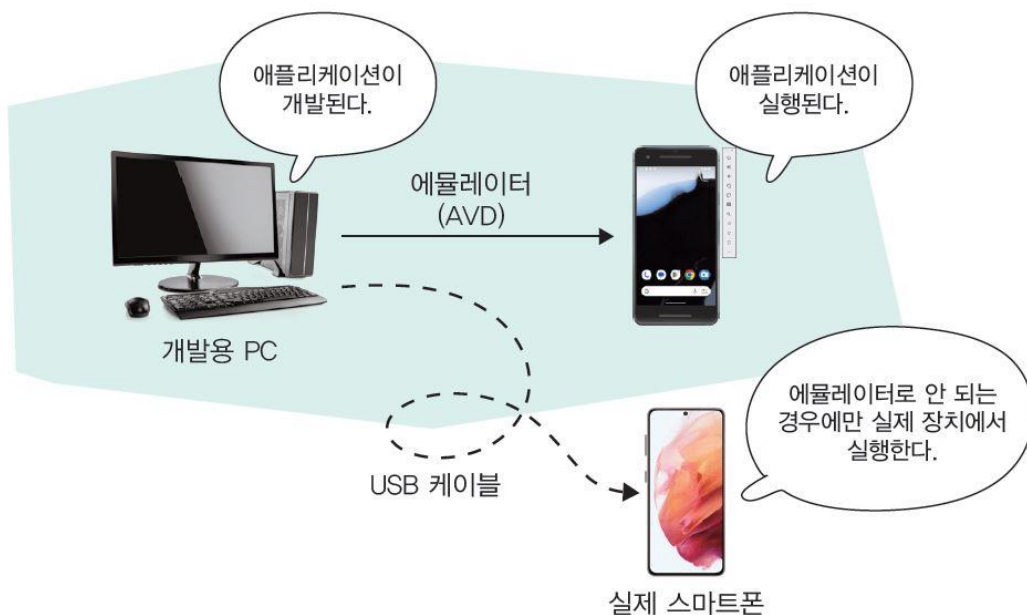 애플리케이션이
개발된다.
애플리케이션이
실행된다.
에뮬레이터
(AVD)
개발용 PC
에뮬레이터로 안 되는
경우에만 실제 장치에서
실행한다.
USB 케이블
실제 스마트폰